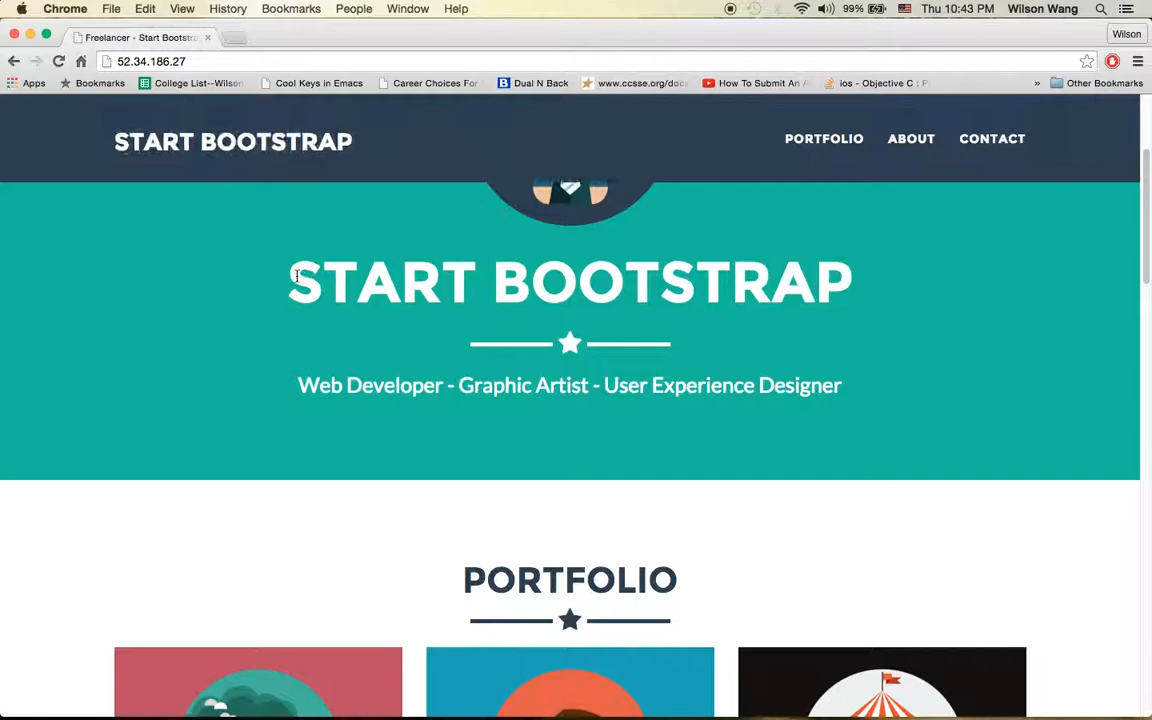 Chrome File Edit View History Bookmarks People Window Help 99% Thu 10:43 PM Wilson Wang
Freelancer - Start Bootstra Wilson
52.34.186.27
Apps Bookmarks College List--Wilson Cool Keys in Emacs Career Choices For Dual N Back www.ccsse.org/docs How To Submit An ios - Objective C : F » Other Bookmarks
START BOOTSTRAP PORTFOLIO ABOUT CONTACT
START BOOTSTRAP
Web Developer - Graphic Artist - User Experience Designer
PORTFOLIO